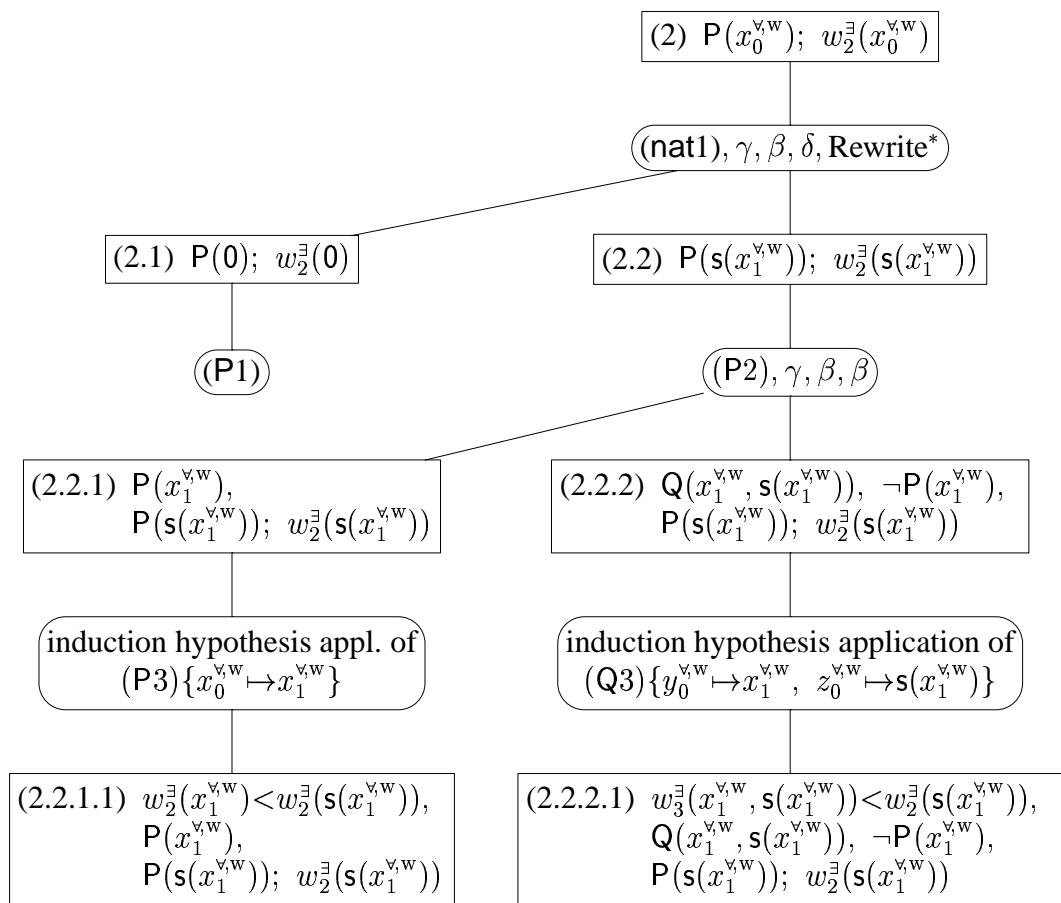 (2) P(x₀^∀,w); w₂^∃(x₀^∀,w)
(nat1), γ, β, δ, Rewrite*
(2.1) P(0); w₂^∃(0)
(2.2) P(s(x₁^∀,w)); w₂^∃(s(x₁^∀,w))
(P1)
(P2), γ, β, β
(2.2.1) P(x₁^∀,w),
P(s(x₁^∀,w)); w₂^∃(s(x₁^∀,w))
(2.2.2) Q(x₁^∀,w, s(x₁^∀,w)), ¬P(x₁^∀,w),
P(s(x₁^∀,w)); w₂^∃(s(x₁^∀,w))
induction hypothesis appl. of
(P3){x₀^∀,w↦x₁^∀,w}
induction hypothesis application of
(Q3){y₀^∀,w↦x₁^∀,w, z₀^∀,w↦s(x₁^∀,w)}
(2.2.1.1) w₂^∃(x₁^∀,w)<w₂^∃(s(x₁^∀,w)),
P(x₁^∀,w),
P(s(x₁^∀,w)); w₂^∃(s(x₁^∀,w))
(2.2.2.1) w₃^∃(x₁^∀,w, s(x₁^∀,w))<w₂^∃(s(x₁^∀,w)),
Q(x₁^∀,w, s(x₁^∀,w)), ¬P(x₁^∀,w),
P(s(x₁^∀,w)); w₂^∃(s(x₁^∀,w))